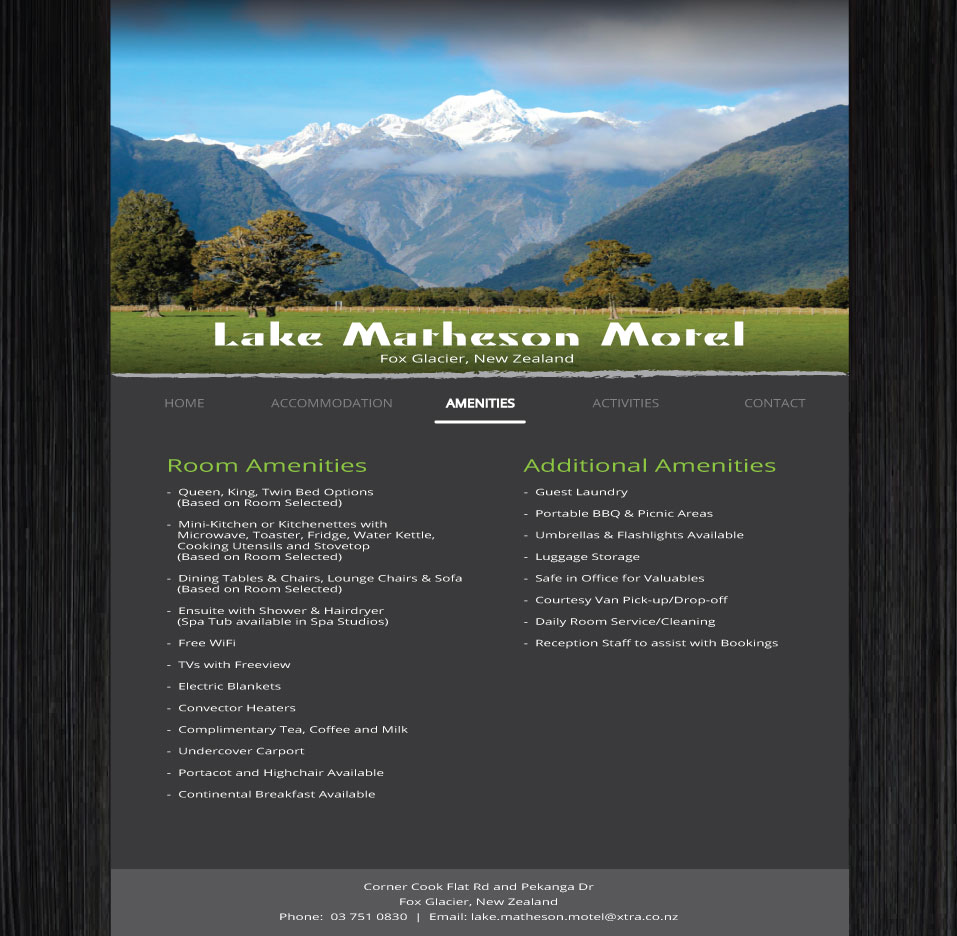 Lake Matheson Motel
Fox Glacier, New Zealand
HOME ACCOMMODATION AMENITIES ACTIVITIES CONTACT
Room Amenities
- Queen, King, Twin Bed Options
(Based on Room Selected)
- Mini-Kitchen or Kitchenettes with
Microwave, Toaster, Fridge, Water Kettle,
Cooking Utensils and Stovetop
(Based on Room Selected)
- Dining Tables & Chairs, Lounge Chairs & Sofa
(Based on Room Selected)
- Ensuite with Shower & Hairdryer
(Spa Tub available in Spa Studios)
- Free WiFi
- TVs with Freeview
- Electric Blankets
- Convector Heaters
- Complimentary Tea, Coffee and Milk
- Undercover Carport
- Portacot and Highchair Available
- Continental Breakfast Available
Additional Amenities
- Guest Laundry
- Portable BBQ & Picnic Areas
- Umbrellas & Flashlights Available
- Luggage Storage
- Safe in Office for Valuables
- Courtesy Van Pick-up/Drop-off
- Daily Room Service/Cleaning
- Reception Staff to assist with Bookings
Corner Cook Flat Rd and Pekanga Dr
Fox Glacier, New Zealand
Phone: 03 751 0830 | Email: lake.matheson.motel@xtra.co.nz